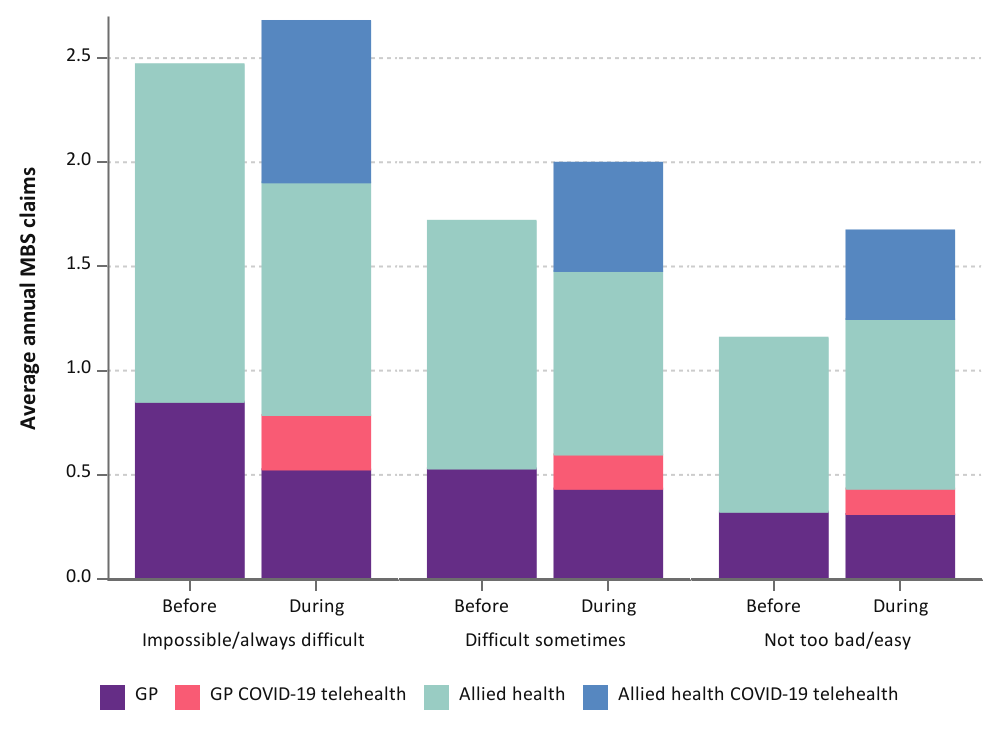 Average annual MBS claims
2.5
2.0
1.5
1.0
0.5
0.0
Before During Before During Before During
Impossible/always difficult Difficult sometimes Not too bad/easy
GP GP COVID-19 telehealth Allied health Allied health COVID-19 telehealth